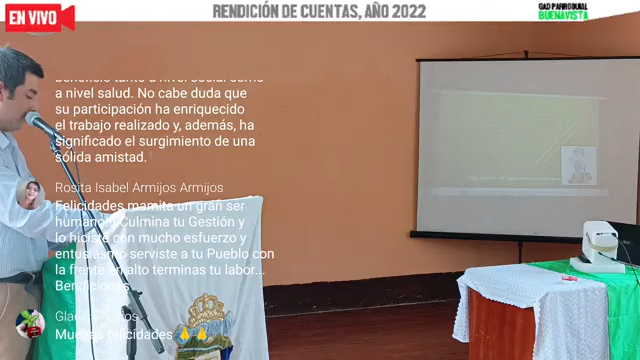 EN VIVO
RENDICIÓN DE CUENTAS, AÑO 2022
GAD PARROQUIAL
BUENAVISTA
beneficio tanto a nivel social como
a nivel salud. No cabe duda que
su participación ha enriquecido
el trabajo realizado y, además, ha
significado el surgimiento de una
sólida amistad.
Rosita Isabel Armijos Armijos
Felicidades mamita un gran ser
humano. Culmina tu Gestión y
lo hiciste con mucho esfuerzo y
entusiasmo serviste a tu Pueblo con
la frente en alto terminas tu labor...
Bendiciones
Muchas felicidades 🙏🙏